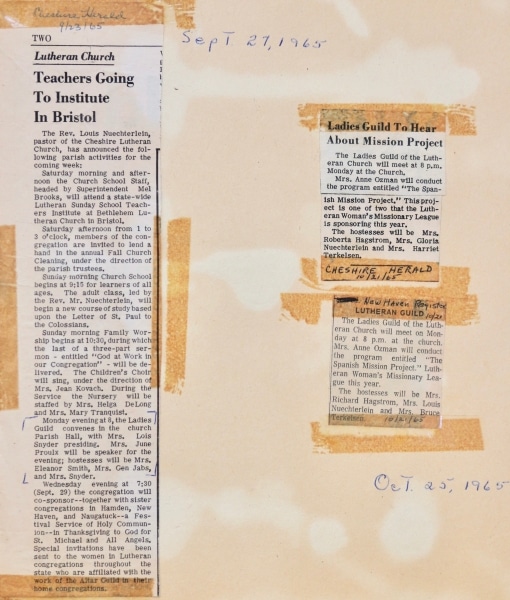 Cheshire Herald
9/23/65
TWO
Lutheran Church
Teachers Going
To Institute
In Bristol
The Rev. Louis Nuechterlein,
pastor of the Cheshire Lutheran
Church, has announced the fol-
lowing parish activities for the
coming week:
Saturday morning and after-
noon the Church School Staff,
headed by Superintendent Mel
Brooks, will attend a state-wide
Lutheran Sunday School Teach-
ers Institute at Bethlehem Lu-
theran Church in Bristol.
Saturday afternoon from 1 to
3 o'clock, members of the con-
gregation are invited to lend a
hand in the annual Fall Church
Cleaning, under the direction of
the parish trustees.
Sunday morning Church School
begins at 9:15 for learners of all
ages. The adult class, led by
the Rev. Mr. Nuechterlein, will
begin a new course of study based
upon the Letter of St. Paul to
the Colossians.
Sunday morning Family Wor-
ship begins at 10:30, during which
the last of a three-part ser-
mon - entitled "God at Work in
our Congregation" - will be de-
livered. The Children's Choir
will sing, under the direction of
Mrs. Jean Kovach. During the
Service the Nursery will be
staffed by Mrs. Helga DeLong
and Mrs. Mary Tranquist.
Monday evening at 8, the Ladies
Guild convenes in the church
Parish Hall, with Mrs. Lois
Snyder presiding. Mrs. June
Proulx will be speaker for the
evening; hostesses will be Mrs.
Eleanor Smith, Mrs. Gen Jabs,
and Mrs. Snyder.
Wednesday evening at 7:30
(Sept. 29) the congregation will
co-sponsor--together with sister
congregations in Hamden, New
Haven, and Naugatuck--a Fes-
tival Service of Holy Commun-
ion--in Thanksgiving to God for
St. Michael and All Angels.
Special invitations have been
sent to the women in Lutheran
congregations throughout the
state who are affiliated with the
work of the Altar Guild in their
home congregations.
Sept 27, 1965
Ladies Guild To Hear
About Mission Project
The Ladies Guild of the Luth-
eran Church will meet at 8 p.m.
Monday at the Church.
Mrs. Anne Ozman will conduct
the program entitled "The Span-
ish Mission Project." This proj-
ect is one of two that the Luth-
eran Woman's Missionary League
is sponsoring this year.
The hostesses will be Mrs.
Roberta Hagstrom, Mrs. Gloria
Nuechterlein and Mrs. Harriet
Terkelsen.
CHESHIRE HERALD
10/21/65
New Haven Register
10/21
LUTHERAN GUILD
The Ladies Guild of the Luth-
eran Church will meet on Mon-
day at 8 p.m. at the church.
Mrs. Anne Ozman will conduct
the program entitled "The
Spanish Mission Project." Luth-
eran Woman's Missionary Lea-
gue this year.
The hostesses will be Mrs.
Richard Hagstrom, Mrs. Louis
Nuechterlein and Mrs. Bruce
Terkelsen. 10/21/65
Oct. 25, 1965